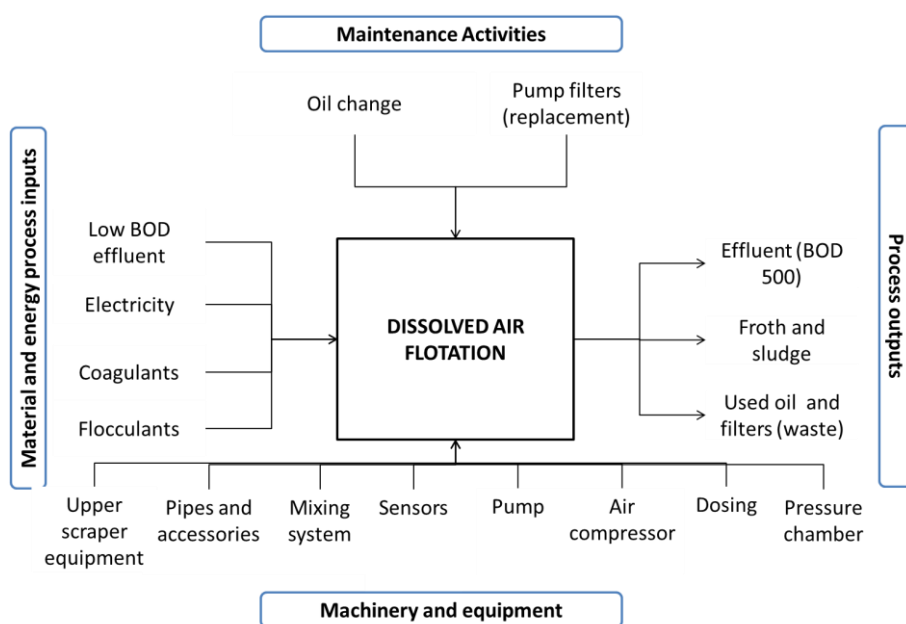 Maintenance Activities
Oil change
Pump filters
(replacement)
Material and energy process inputs
Low BOD
effluent
Electricity
Coagulants
Flocculants
DISSOLVED AIR
FLOTATION
Effluent (BOD
500)
Froth and
sludge
Used oil and
filters (waste)
Process outputs
Upper
scraper
equipment
Pipes and
accessories
Mixing
system
Sensors
Pump
Air
compressor
Dosing
Pressure
chamber
Machinery and equipment